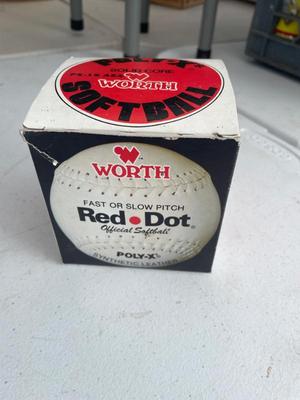 POLY-X
SOLID CORE
WORTH
SOFTBALL
WORTH
FAST OR SLOW PITCH
Red Dot®
Official Softball
POLY-X
SYNTHETIC LEATHER